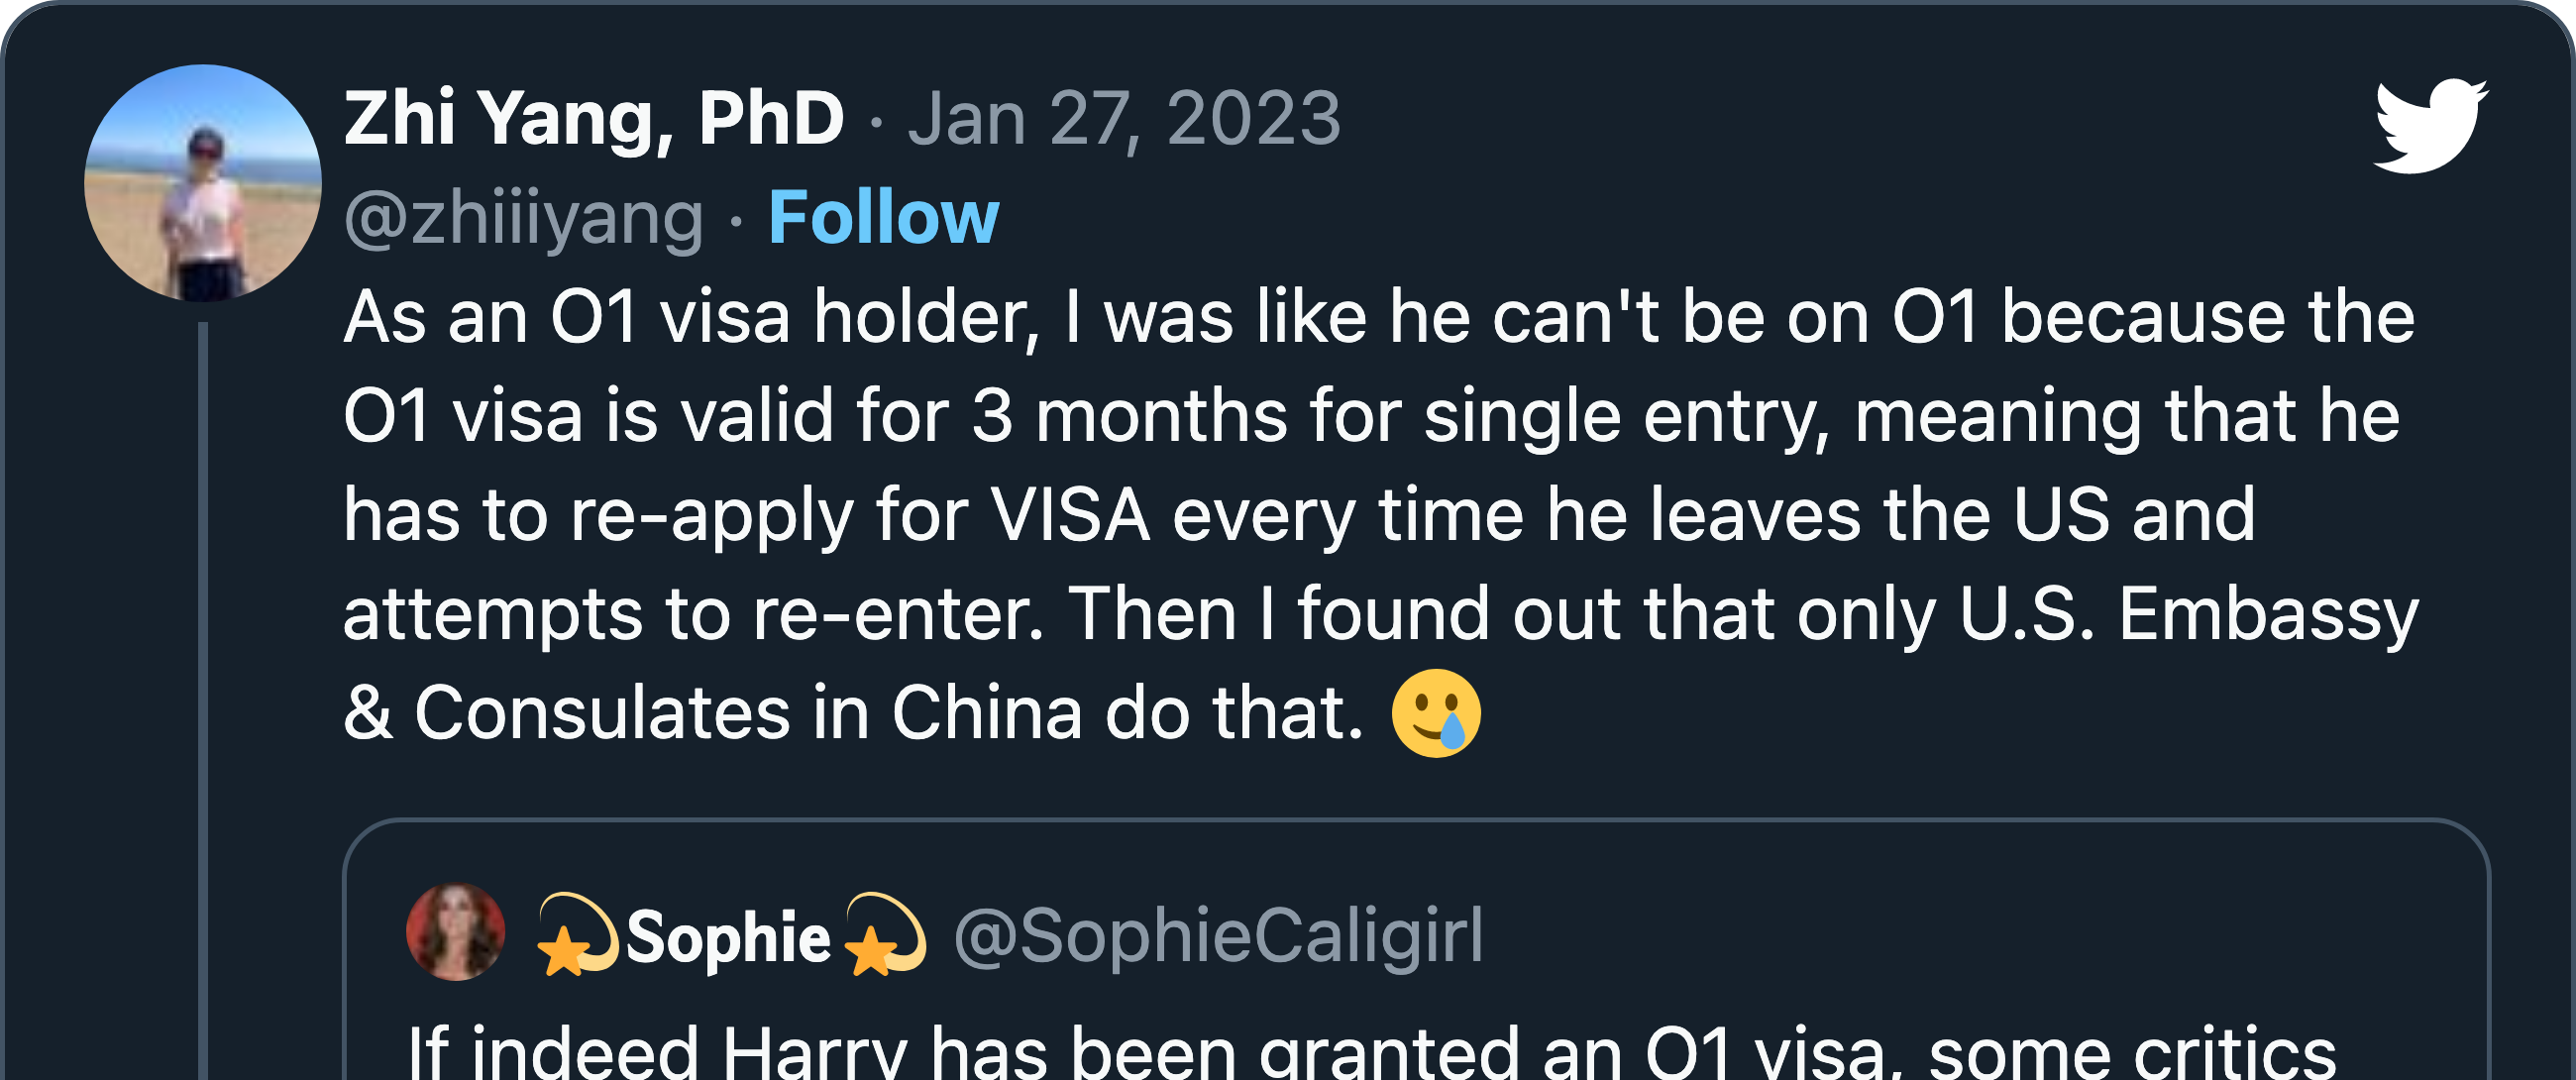 Zhi Yang, PhD · Jan 27, 2023
@zhiiiyang · Follow
As an O1 visa holder, I was like he can't be on O1 because the
O1 visa is valid for 3 months for single entry, meaning that he
has to re-apply for VISA every time he leaves the US and
attempts to re-enter. Then I found out that only U.S. Embassy
& Consulates in China do that. 🥲
💫Sophie💫 @SophieCaligirl
If indeed Harry has been granted an O1 visa, some critics